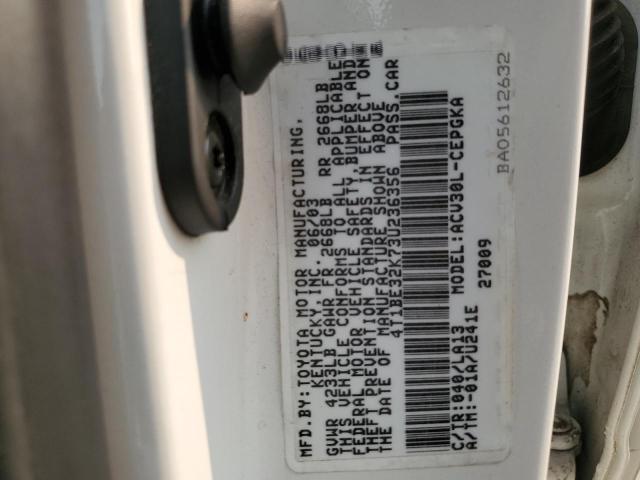 MFD.BY:TOYOTA MOTOR MANUFACTURING,
KENTUCKY,INC. 06/03
GVWR 4233LB GAWR FR 2668LB RR 2668LB
THIS VEHICLE CONFORMS TO ALL APPLICABLE
FEDERAL MOTOR VEHICLE SAFETY,BUMPER AND
THEFT PREVENTION STANDARDS IN EFFECT ON
THE DATE OF MANUFACTURE SHOWN ABOVE
4T1BE32K73U236356 PASS.CAR
C/TR:040/LA13 MODEL:ACV30L-CEPGKA
A/TM:-01A/U241E 27009
BA05612632